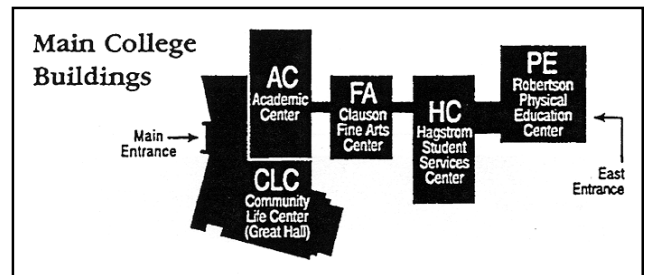 Main College
Buildings
AC
Academic
Center
FA
Clauson
Fine Arts
Center
HC
Hagstrom
Student
Services
Center
PE
Robertson
Physical
Education
Center
Main
Entrance
East
Entrance
CLC
Community
Life Center
(Great Hall)